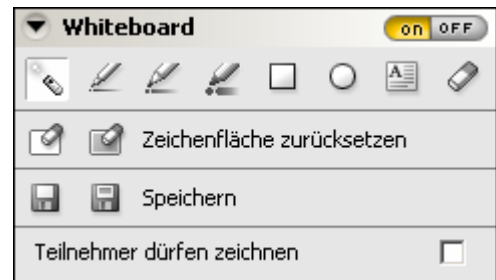 Whiteboard on OFF
A
Zeichenfläche zurücksetzen
Speichern
Teilnehmer dürfen zeichnen